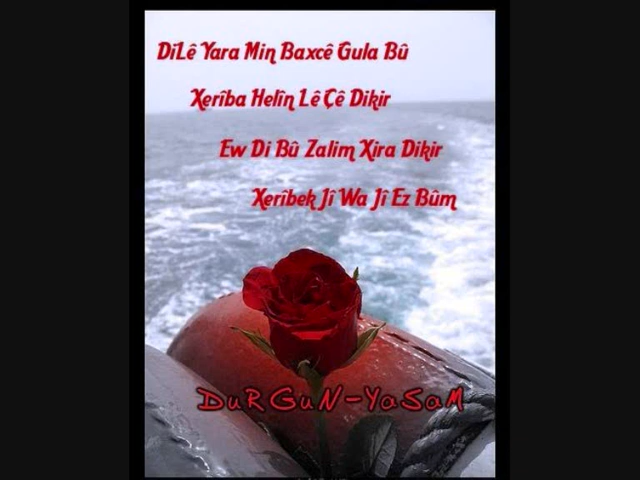 DiLê Yara Min Baxcê Gula Bû
Xerîba Helîn Lê Çê Dikir
Ew Di Bû Zalim Xira Dikir
Xerîbek Jî Wa Jî Ez Bûm
DuRGuN-YaSaM